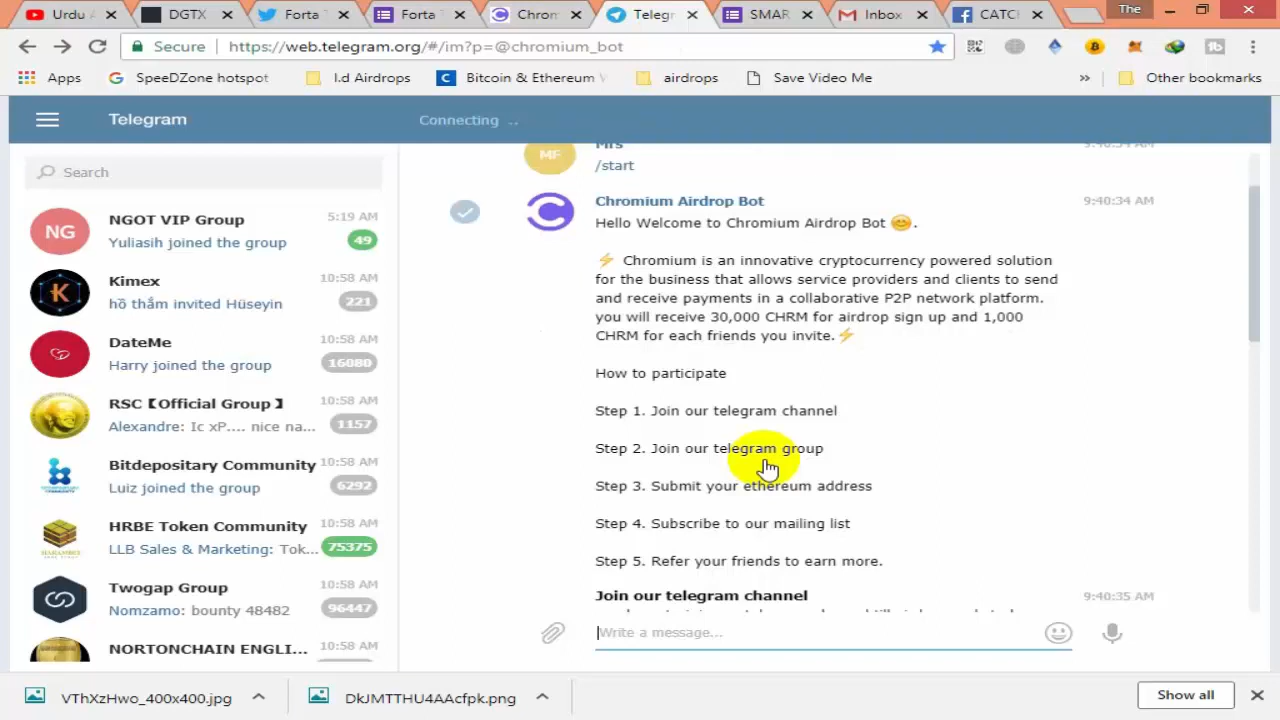 Urdu A
DGTX
Forta T
Forta T
Chrom
Telegr
SMAR
Inbox
CATC
The
Secure
https://web.telegram.org/#/im?p=@chromium_bot
Apps
SpeeDZone hotspot
I.d Airdrops
Bitcoin & Ethereum
airdrops
Save Video Me
»
Other bookmarks
Telegram
Connecting ..
Search
NGOT VIP Group
5:19 AM
NG
Yuliasih joined the group
49
Kimex
10:58 AM
hồ thắm invited Hüseyin
221
DateMe
10:58 AM
Harry joined the group
16080
RSC【Official Group】
10:58 AM
Alexandre: Ic xP.... nice na...
1157
Bitdepositary Community
10:58 AM
Luiz joined the group
6292
HRBE Token Community
10:58 AM
LLB Sales & Marketing: Tok...
75375
Twogap Group
10:58 AM
Nomzamo: bounty 48482
96447
NORTONCHAIN ENGLI...
10:58 AM
Mrs
9:40:34 AM
MF
/start
Chromium Airdrop Bot
9:40:34 AM
Hello Welcome to Chromium Airdrop Bot 😊.
⚡ Chromium is an innovative cryptocurrency powered solution
for the business that allows service providers and clients to send
and receive payments in a collaborative P2P network platform.
you will receive 30,000 CHRM for airdrop sign up and 1,000
CHRM for each friends you invite.⚡
How to participate
Step 1. Join our telegram channel
Step 2. Join our telegram group
Step 3. Submit your ethereum address
Step 4. Subscribe to our mailing list
Step 5. Refer your friends to earn more.
Join our telegram channel
9:40:35 AM
Write a message...
VThXzHwo_400x400.jpg
DkJMTTHU4AAcfpk.png
Show all